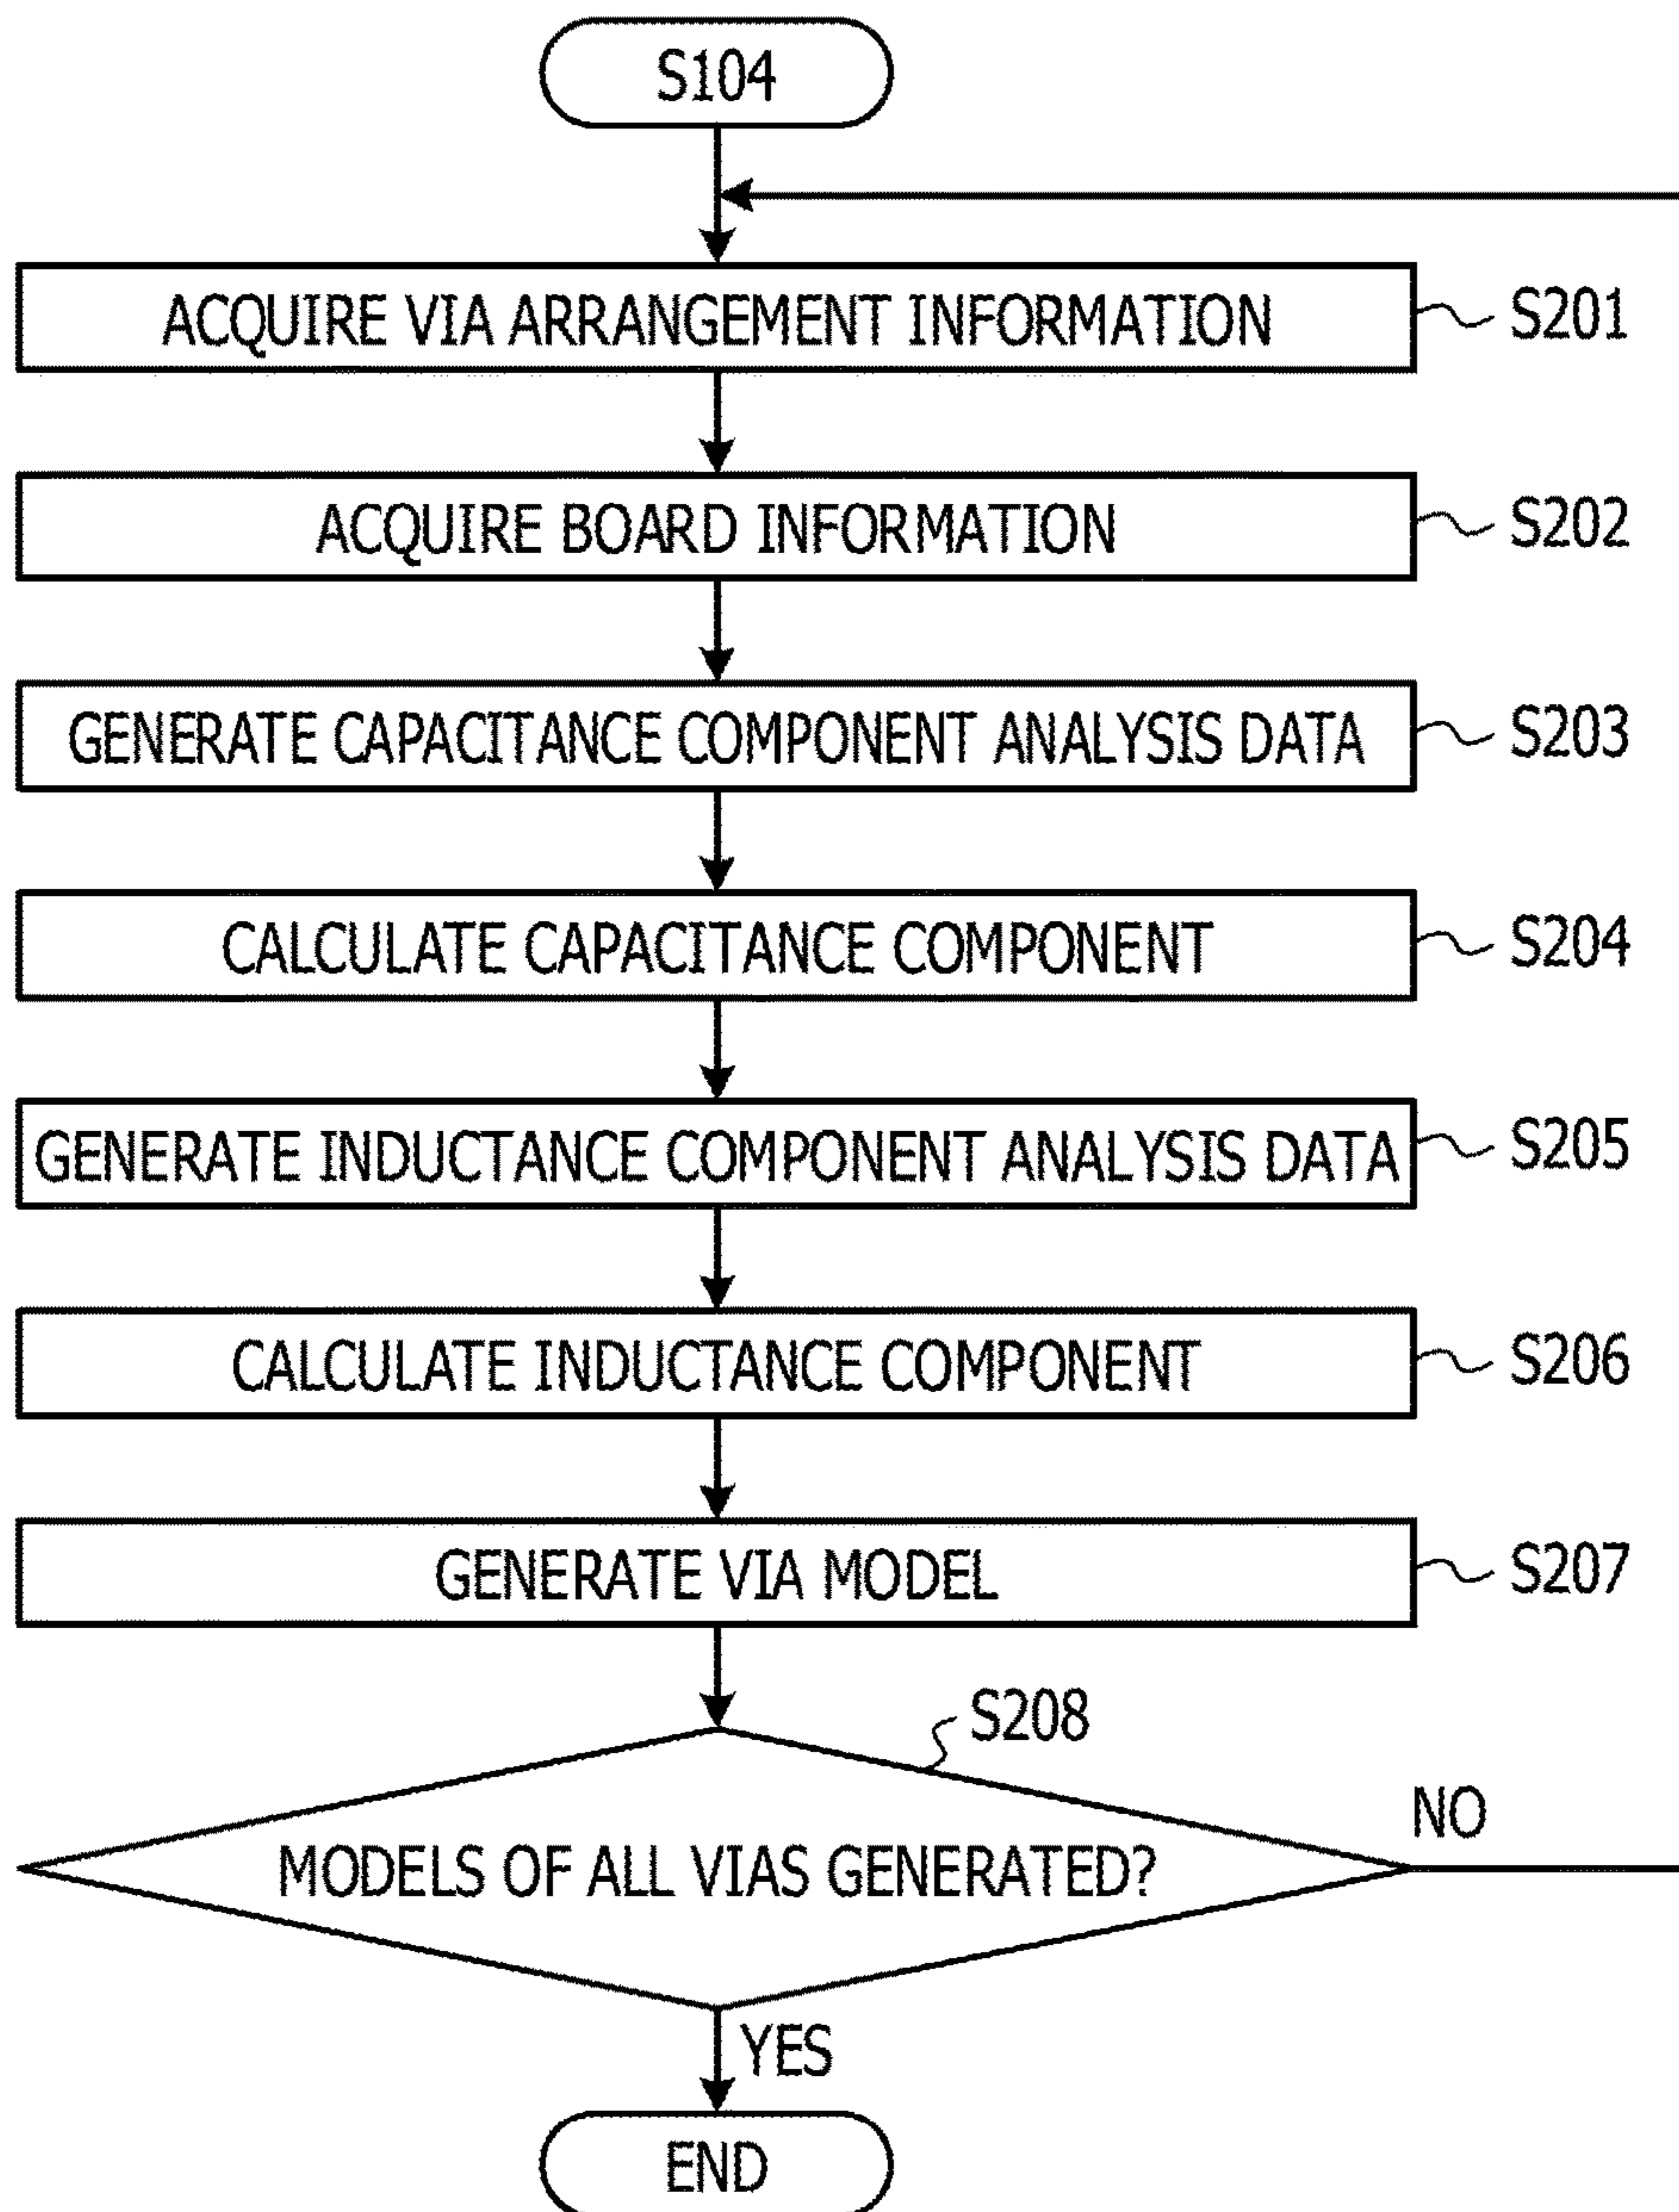 S104
ACQUIRE VIA ARRANGEMENT INFORMATION
S201
ACQUIRE BOARD INFORMATION
S202
GENERATE CAPACITANCE COMPONENT ANALYSIS DATA
S203
CALCULATE CAPACITANCE COMPONENT
S204
GENERATE INDUCTANCE COMPONENT ANALYSIS DATA
S205
CALCULATE INDUCTANCE COMPONENT
S206
GENERATE VIA MODEL
S207
S208
MODELS OF ALL VIAS GENERATED?
NO
YES
END